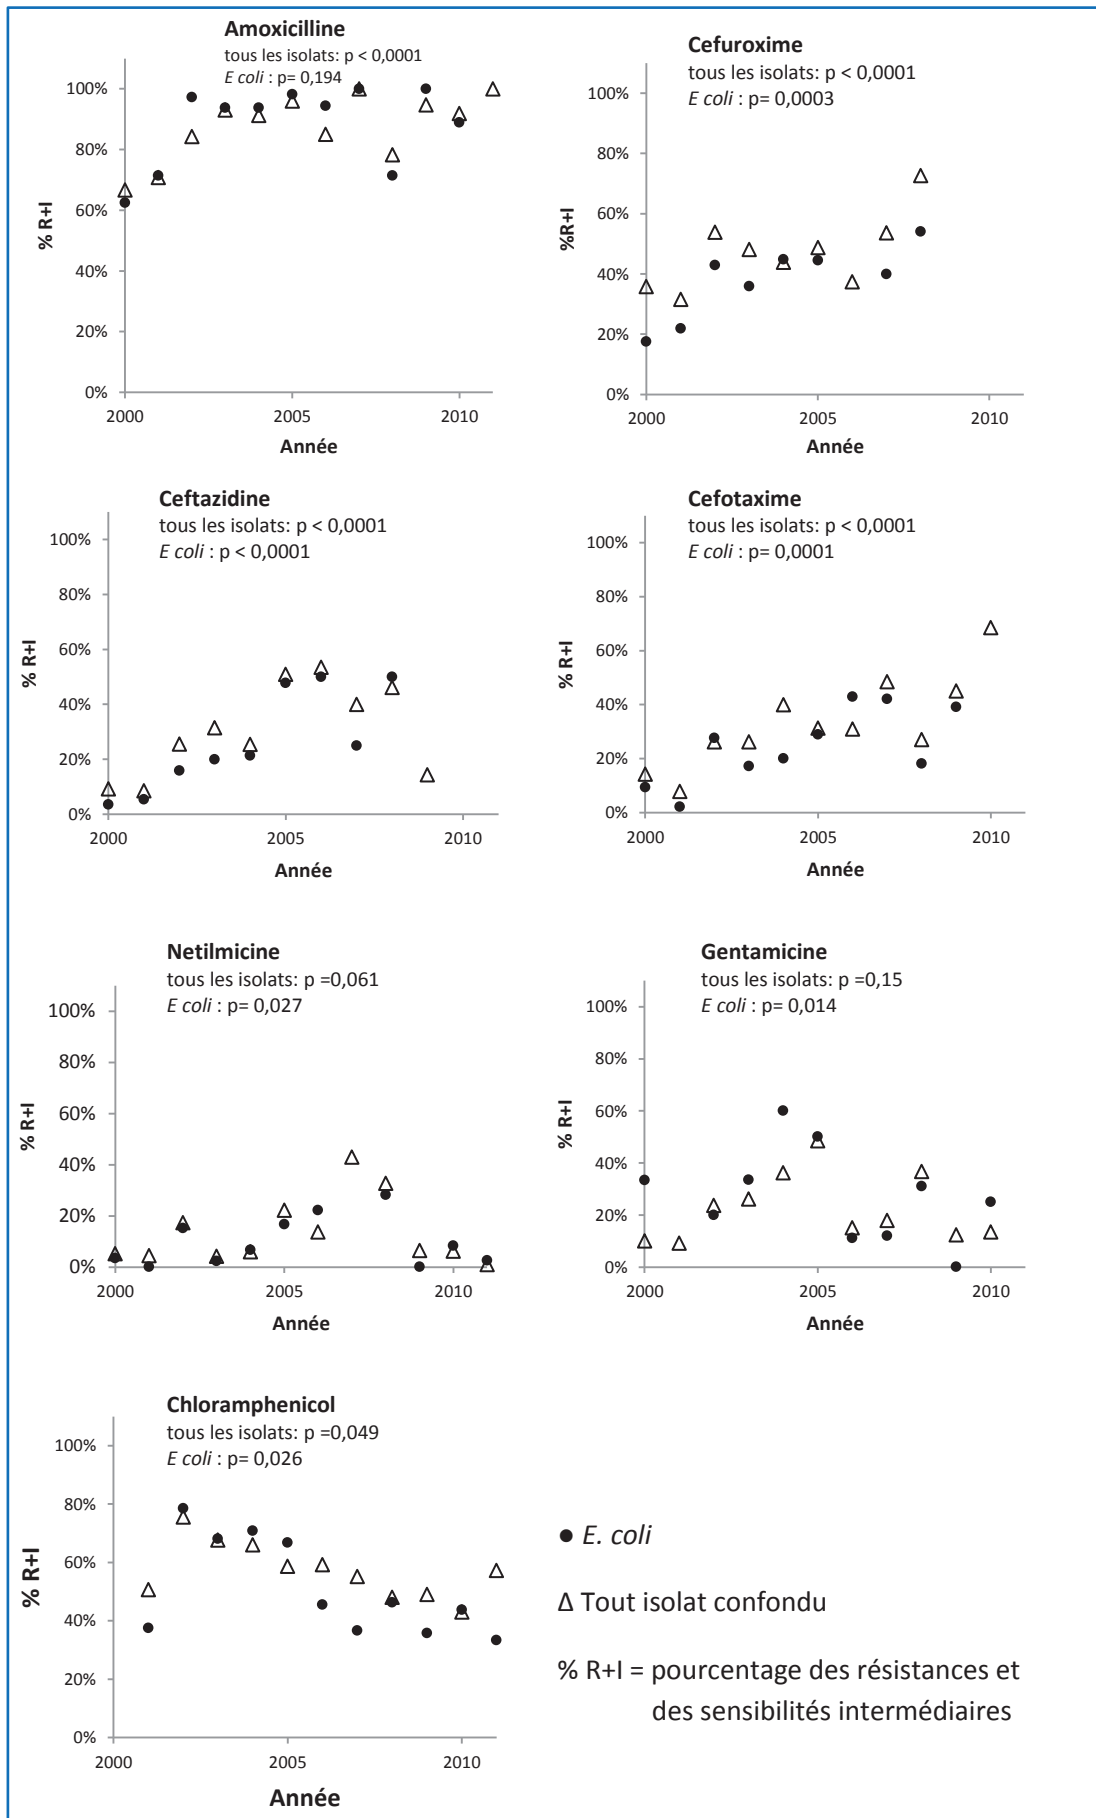 Amoxicilline
tous les isolats: p < 0,0001
E coli : p= 0,194
100%
80%
60%
40%
20%
0%
% R+I
2000 2005 2010
Année
Cefuroxime
tous les isolats: p < 0,0001
E coli : p= 0,0003
100%
80%
60%
40%
20%
0%
%R+I
2000 2005 2010
Année
Ceftazidine
tous les isolats: p < 0,0001
E coli : p < 0,0001
100%
80%
60%
40%
20%
0%
% R+I
2000 2005 2010
Année
Cefotaxime
tous les isolats: p < 0,0001
E coli : p= 0,0001
100%
80%
60%
40%
20%
0%
% R+I
2000 2005 2010
Année
Netilmicine
tous les isolats: p =0,061
E coli : p= 0,027
100%
80%
60%
40%
20%
0%
% R+I
2000 2005 2010
Année
Gentamicine
tous les isolats: p =0,15
E coli : p= 0,014
100%
80%
60%
40%
20%
0%
% R+I
2000 2005 2010
Année
Chloramphenicol
tous les isolats: p =0,049
E coli : p= 0,026
100%
80%
60%
40%
20%
0%
% R+I
2000 2005 2010
Année
● E. coli
Δ Tout isolat confondu
% R+I = pourcentage des résistances et
des sensibilités intermédiaires